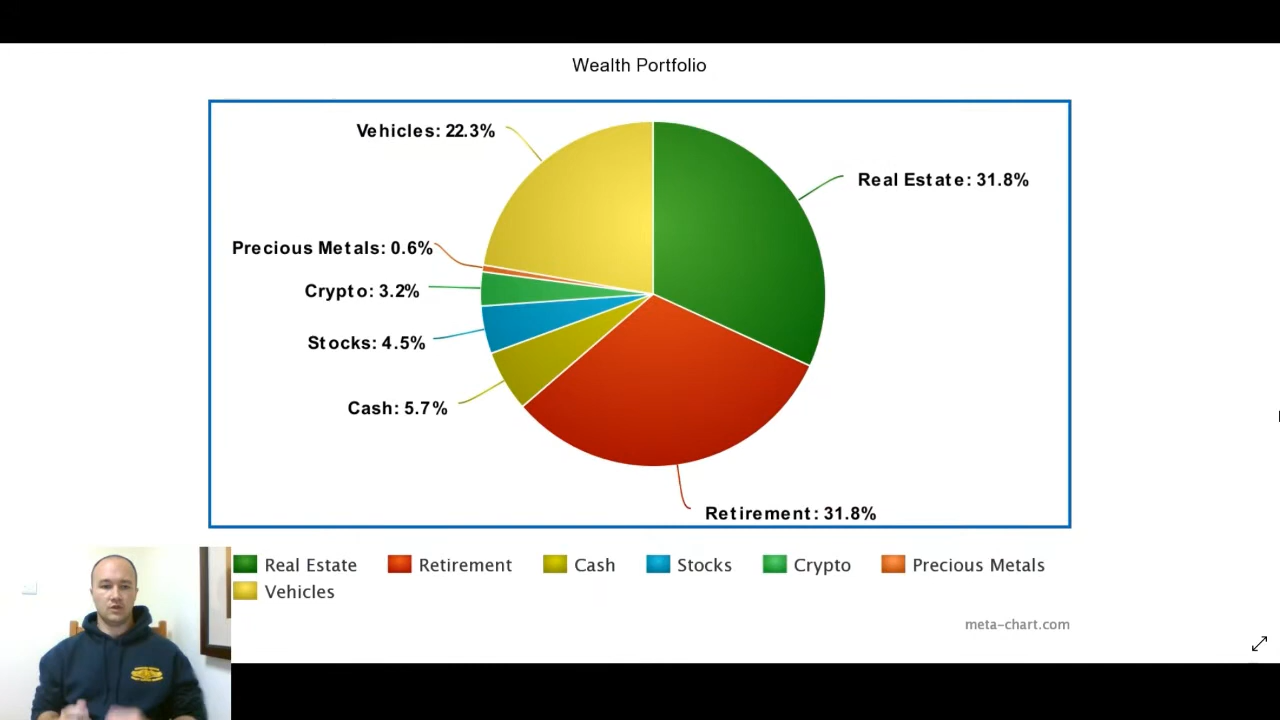 Wealth Portfolio
Vehicles: 22.3%
Real Estate: 31.8%
Precious Metals: 0.6%
Crypto: 3.2%
Stocks: 4.5%
Cash: 5.7%
Retirement: 31.8%
Real Estate Retirement Cash Stocks Crypto Precious Metals
Vehicles
meta-chart.com